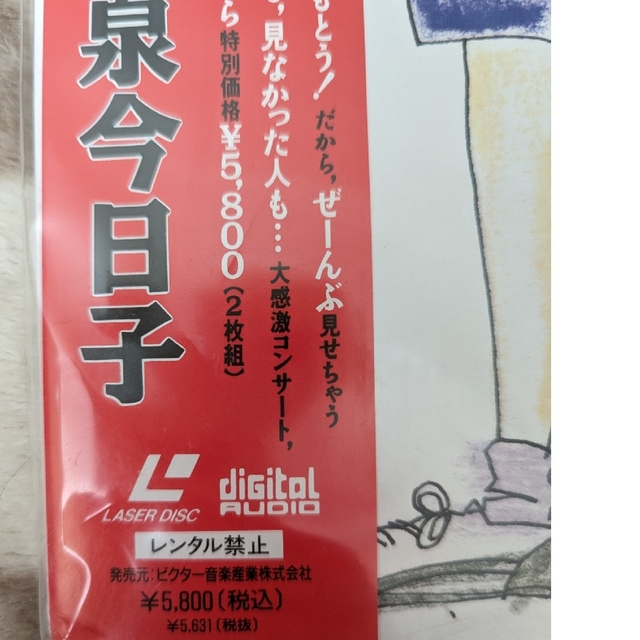 もとう!だから,ぜーんぶ見せちゃう
,見なかった人も…大感激コンサート,
ら特別価格¥5,800(2枚組)
泉今日子
LASER DISC
digital AUDIO
レンタル禁止
発売元:ビクター音楽産業株式会社
¥5,800(税込)
¥5,631(税抜)